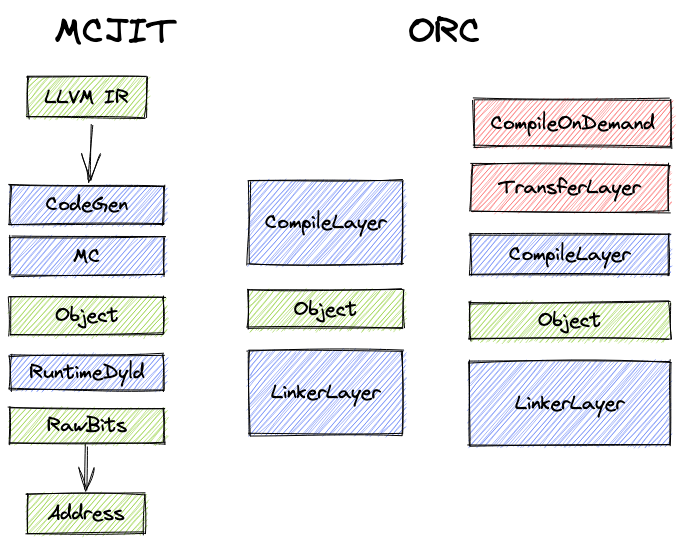 MCJIT
ORC
LLVM IR
CodeGen
MC
Object
RuntimeDyld
RawBits
Address
CompileLayer
Object
LinkerLayer
CompileOnDemand
TransferLayer
CompileLayer
Object
LinkerLayer